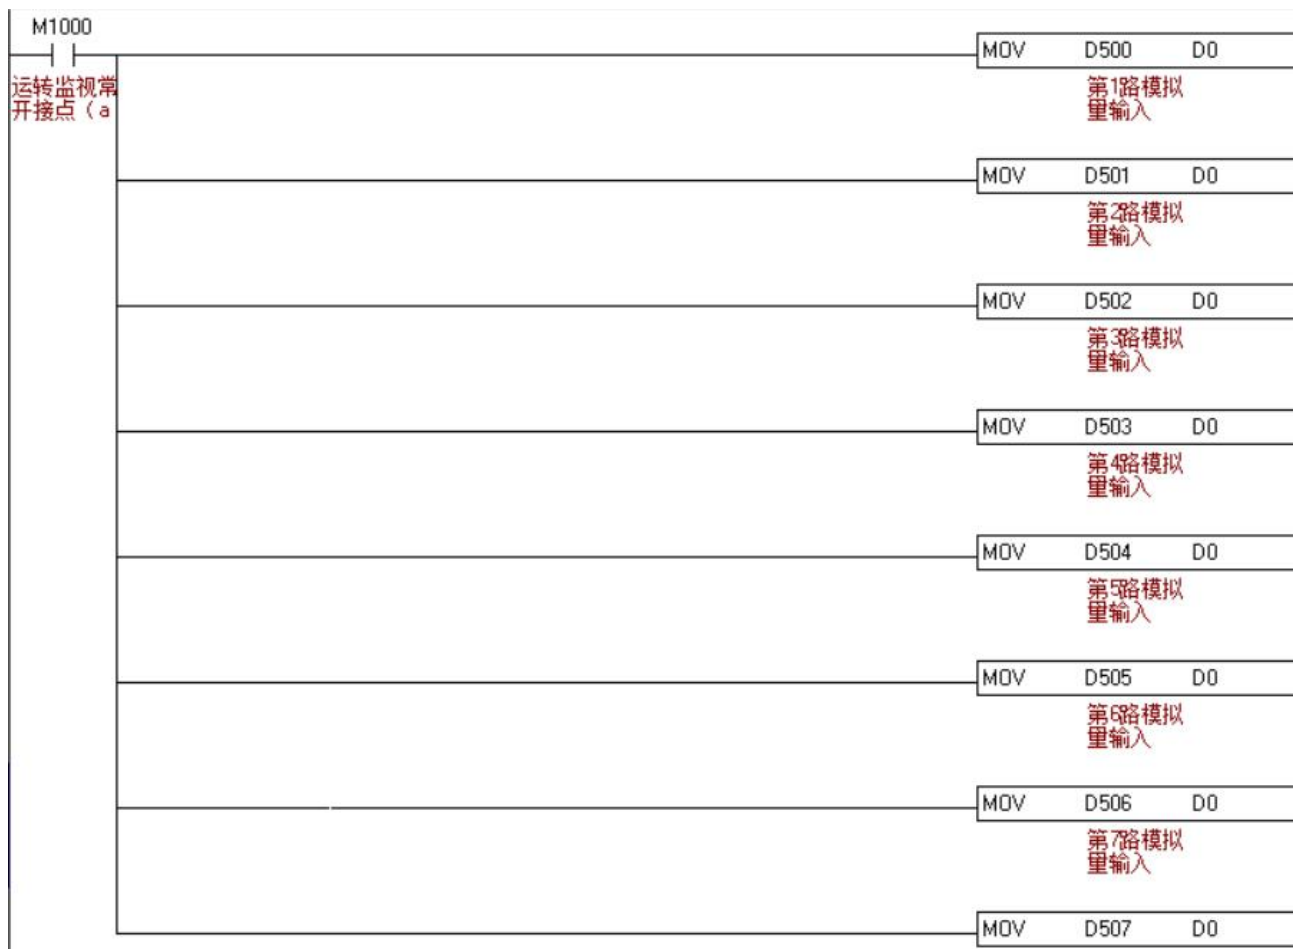 M1000
运转监视常
开接点（a
MOV D500 D0
第1路模拟
量输入
MOV D501 D0
第2路模拟
量输入
MOV D502 D0
第3路模拟
量输入
MOV D503 D0
第4路模拟
量输入
MOV D504 D0
第5路模拟
量输入
MOV D505 D0
第6路模拟
量输入
MOV D506 D0
第7路模拟
量输入
MOV D507 D0